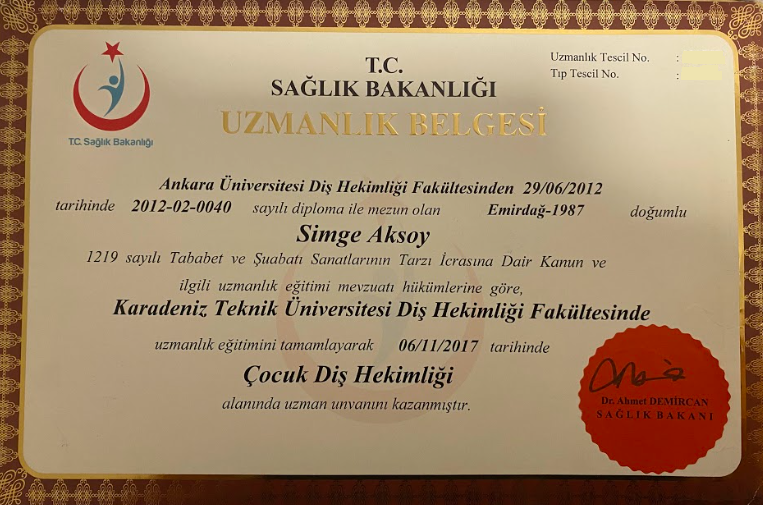 T.C.
SAĞLIK BAKANLIĞI
UZMANLIK BELGESİ
Uzmanlık Tescil No. :
Tıp Tescil No. :
T.C. Sağlık Bakanlığı
Ankara Üniversitesi Diş Hekimliği Fakültesinden 29/06/2012
tarihinde 2012-02-0040 sayılı diploma ile mezun olan Emirdağ-1987 doğumlu
Simge Aksoy
1219 sayılı Tababet ve Şuabatı Sanatlarının Tarzı İcrasına Dair Kanun ve
ilgili uzmanlık eğitimi mevzuatı hükümlerine göre,
Karadeniz Teknik Üniversitesi Diş Hekimliği Fakültesinde
uzmanlık eğitimini tamamlayarak 06/11/2017 tarihinde
Çocuk Diş Hekimliği
alanında uzman unvanını kazanmıştır.
Dr. Ahmet DEMİRCAN
SAĞLIK BAKANI